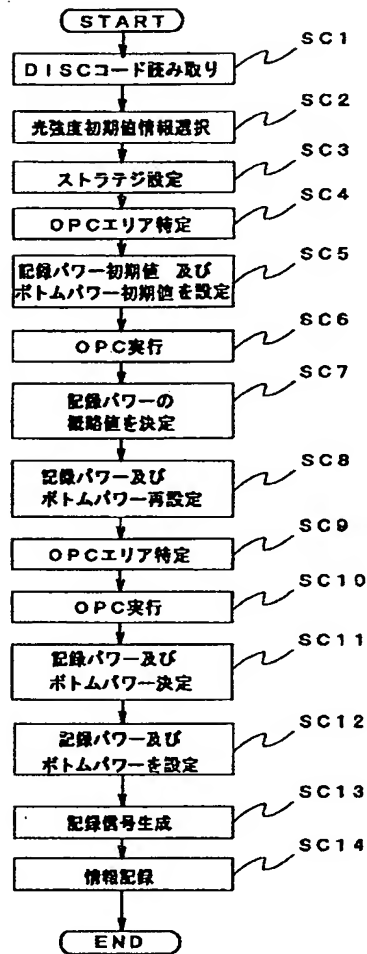 START
SC1
DISCコード読み取り
SC2
光強度初期値情報選択
SC3
ストラテジ設定
SC4
OPCエリア特定
SC5
記録パワー初期値 及び
ボトムパワー初期値を設定
SC6
OPC実行
SC7
記録パワーの
概略値を決定
SC8
記録パワー及び
ボトムパワー再設定
SC9
OPCエリア特定
SC10
OPC実行
SC11
記録パワー及び
ボトムパワー決定
SC12
記録パワー及び
ボトムパワーを設定
SC13
記録信号生成
SC14
情報記録
END